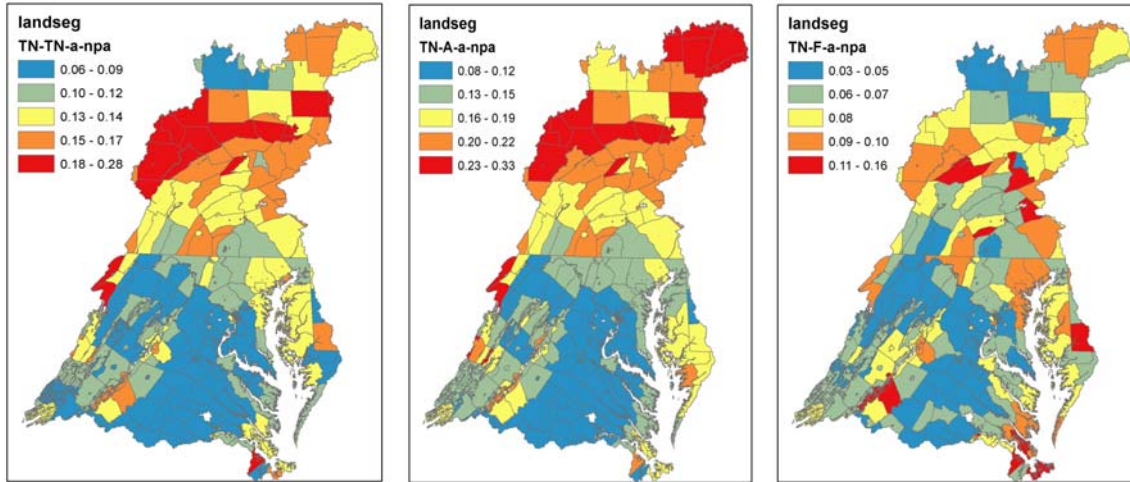 landseg
TN-TN-a-npa
0.06 - 0.09
0.10 - 0.12
0.13 - 0.14
0.15 - 0.17
0.18 - 0.28
landseg
TN-A-a-npa
0.08 - 0.12
0.13 - 0.15
0.16 - 0.19
0.20 - 0.22
0.23 - 0.33
landseg
TN-F-a-npa
0.03 - 0.05
0.06 - 0.07
0.08
0.09 - 0.10
0.11 - 0.16